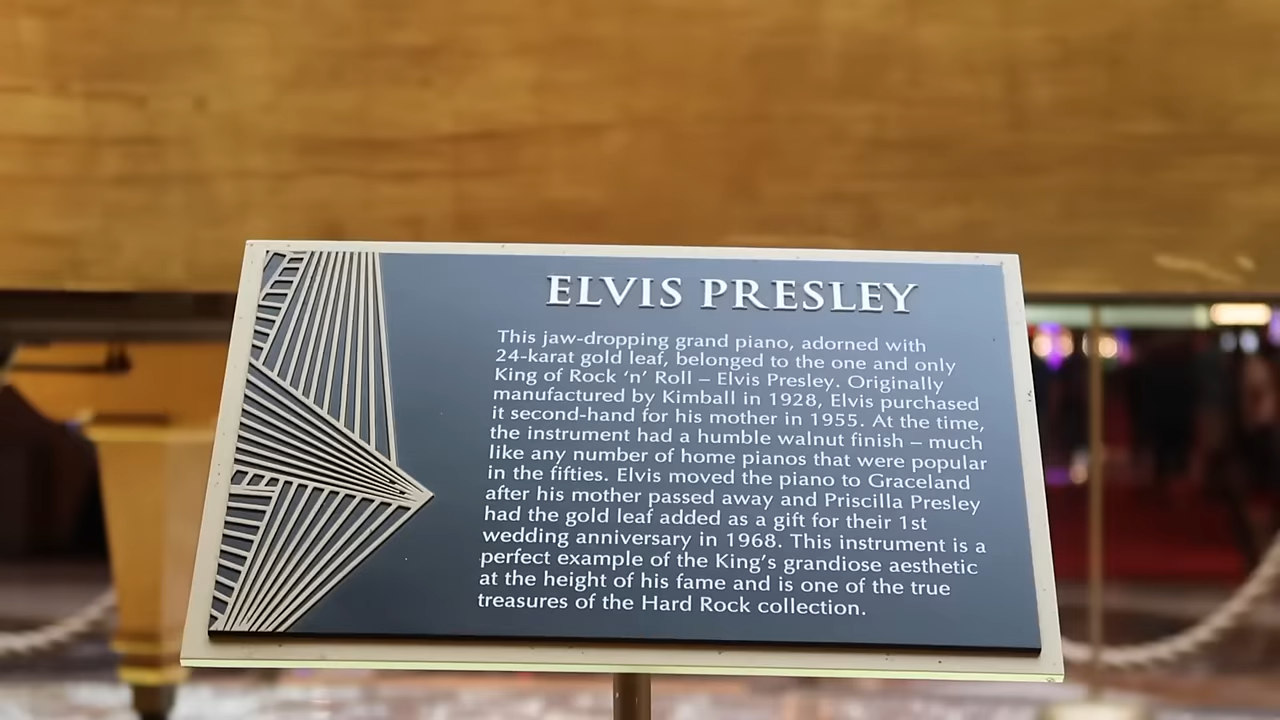 ELVIS PRESLEY
This jaw-dropping grand piano, adorned with
24-karat gold leaf, belonged to the one and only
King of Rock ‘n’ Roll – Elvis Presley. Originally
manufactured by Kimball in 1928, Elvis purchased
it second-hand for his mother in 1955. At the time,
the instrument had a humble walnut finish – much
like any number of home pianos that were popular
in the fifties. Elvis moved the piano to Graceland
after his mother passed away and Priscilla Presley
had the gold leaf added as a gift for their 1st
wedding anniversary in 1968. This instrument is a
perfect example of the King’s grandiose aesthetic
at the height of his fame and is one of the true
treasures of the Hard Rock collection.